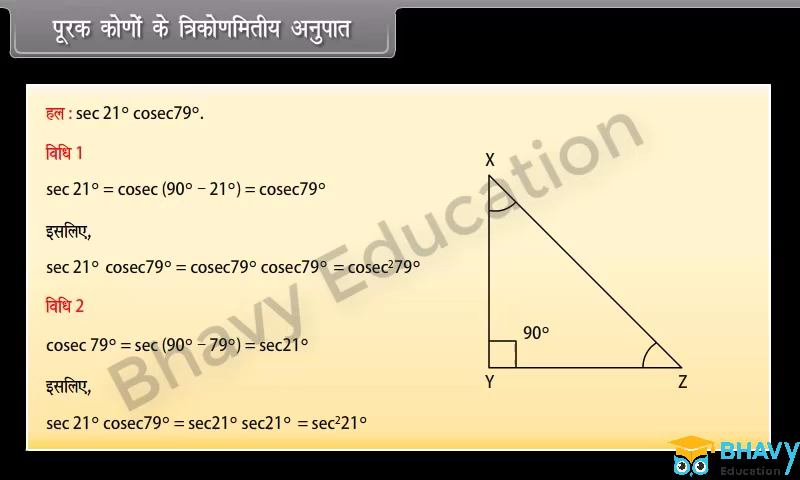 पूरक कोणों के त्रिकोणमितीय अनुपात
हल : sec 21° cosec79°.
विधि 1
sec 21° = cosec (90° − 21°) = cosec79°
इसलिए,
sec 21° cosec79° = cosec79° cosec79° = cosec²79°
विधि 2
cosec 79° = sec (90° − 79°) = sec21°
इसलिए,
sec 21° cosec79° = sec21° sec21° = sec²21°
X
90°
Y
Z
Bhavy Education
BHAVY
Education